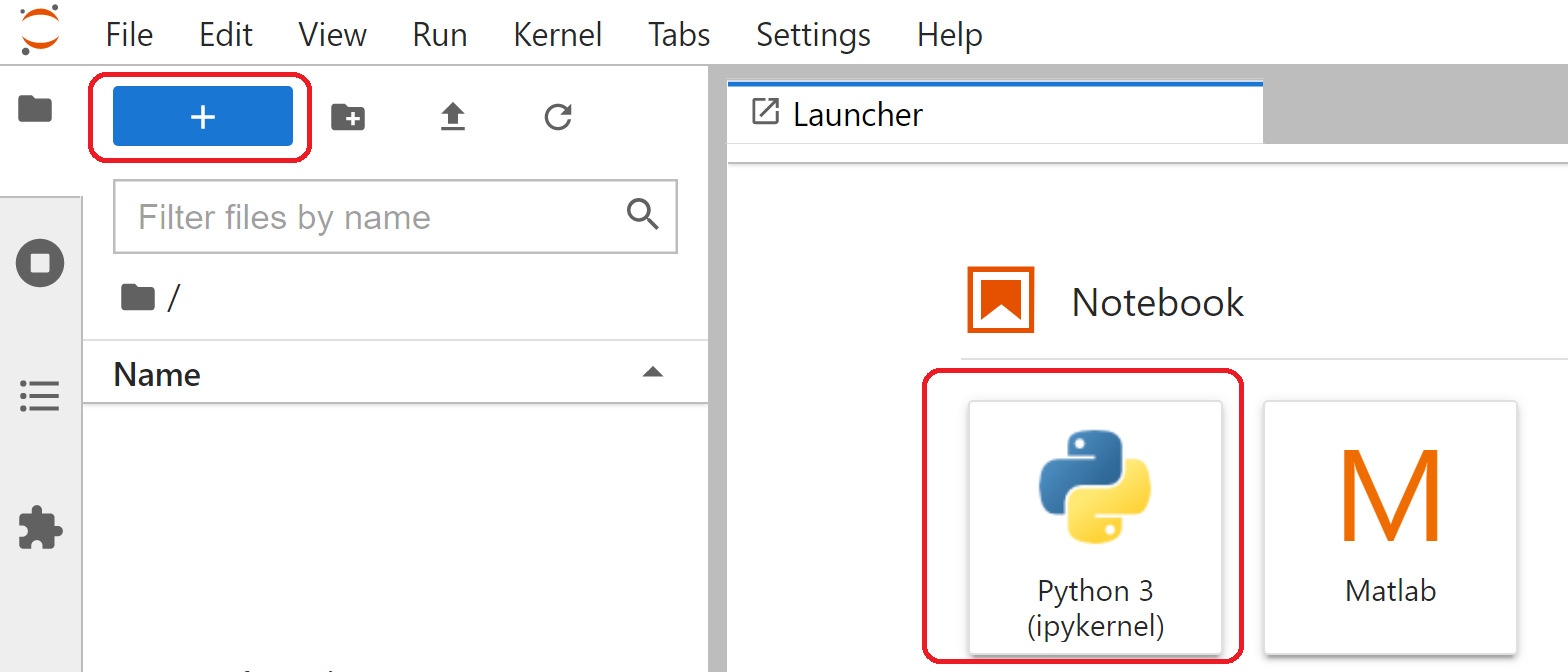 File Edit View Run Kernel Tabs Settings Help
+
Launcher
Filter files by name
/
Name
Notebook
Python 3
(ipykernel)
M
Matlab